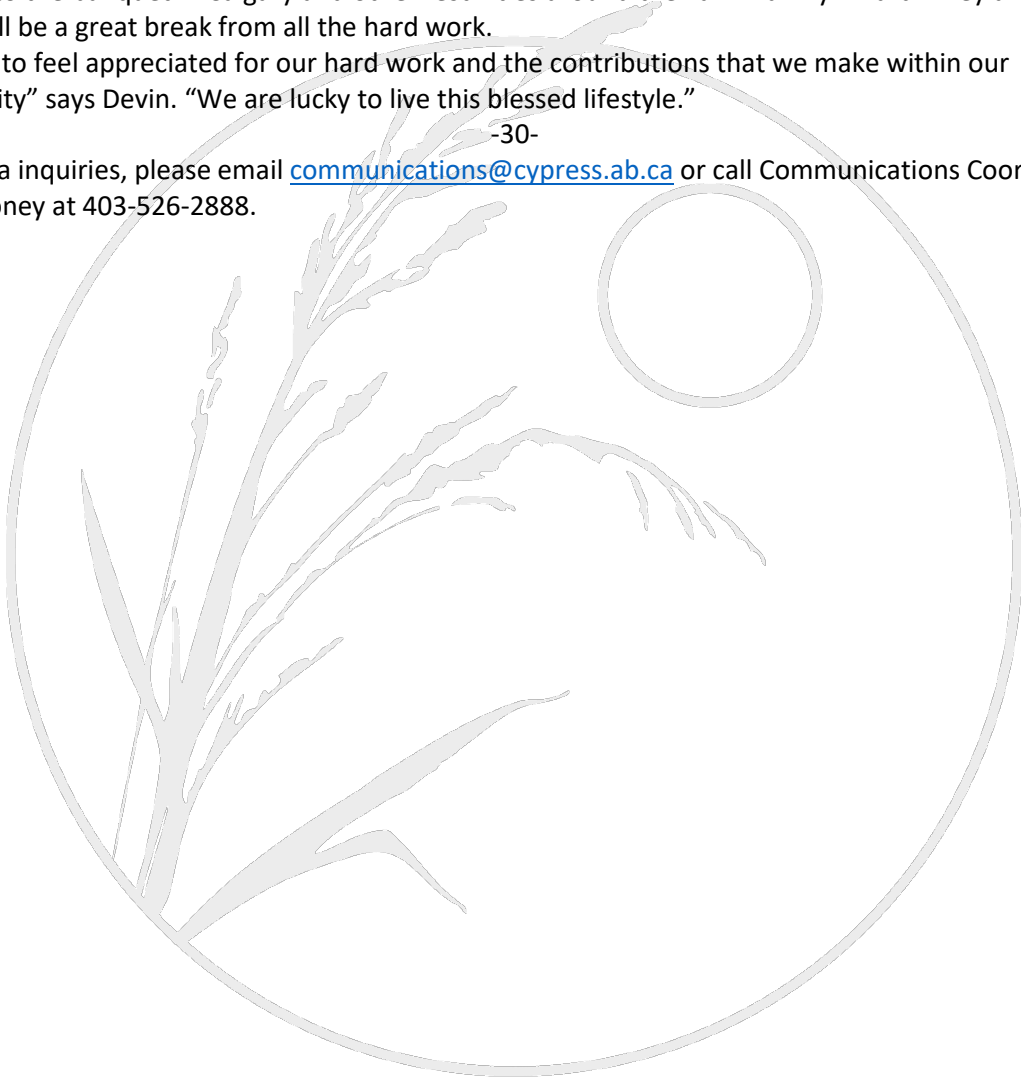 ll be a great break from all the hard work.
to feel appreciated for our hard work and the contributions that we make within our
ity” says Devin. “We are lucky to live this blessed lifestyle.”
-30-
a inquiries, please email communications@cypress.ab.ca or call Communications Coor
oney at 403-526-2888.